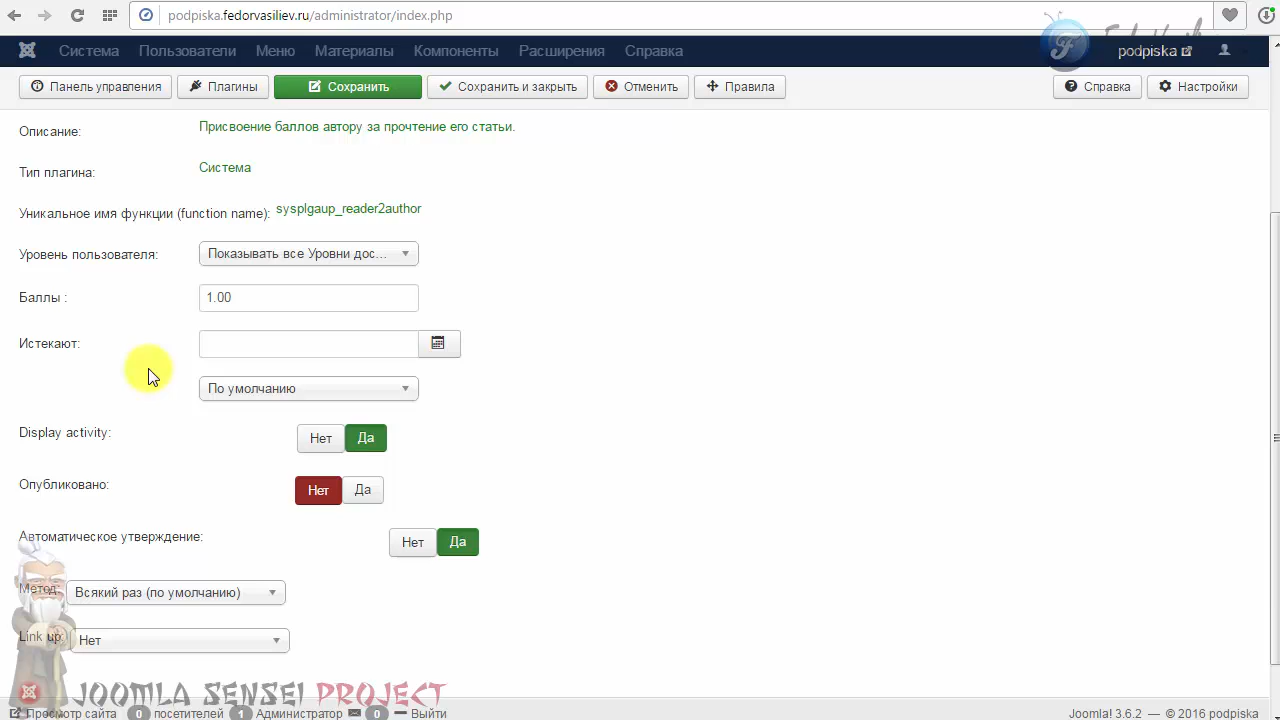 podpiska.fedorvasiliev.ru/administrator/index.php
Система Пользователи Меню Материалы Компоненты Расширения Справка podpiska
Панель управления Плагины Сохранить Сохранить и закрыть Отменить Правила Справка Настройки
Описание: Присвоение баллов автору за прочтение его статьи.
Тип плагина: Система
Уникальное имя функции (function name): sysplgaup_reader2author
Уровень пользователя: Показывать все Уровни дос...
Баллы : 1.00
Истекают:
По умолчанию
Display activity: Нет Да
Опубликовано: Нет Да
Автоматическое утверждение: Нет Да
Метод: Всякий раз (по умолчанию)
Link up: Нет
JOOMLA SENSEI PROJECT
Просмотр сайта 0 посетителей 1 Администратор 0 Выйти Joomla! 3.6.2 — © 2016 podpiska